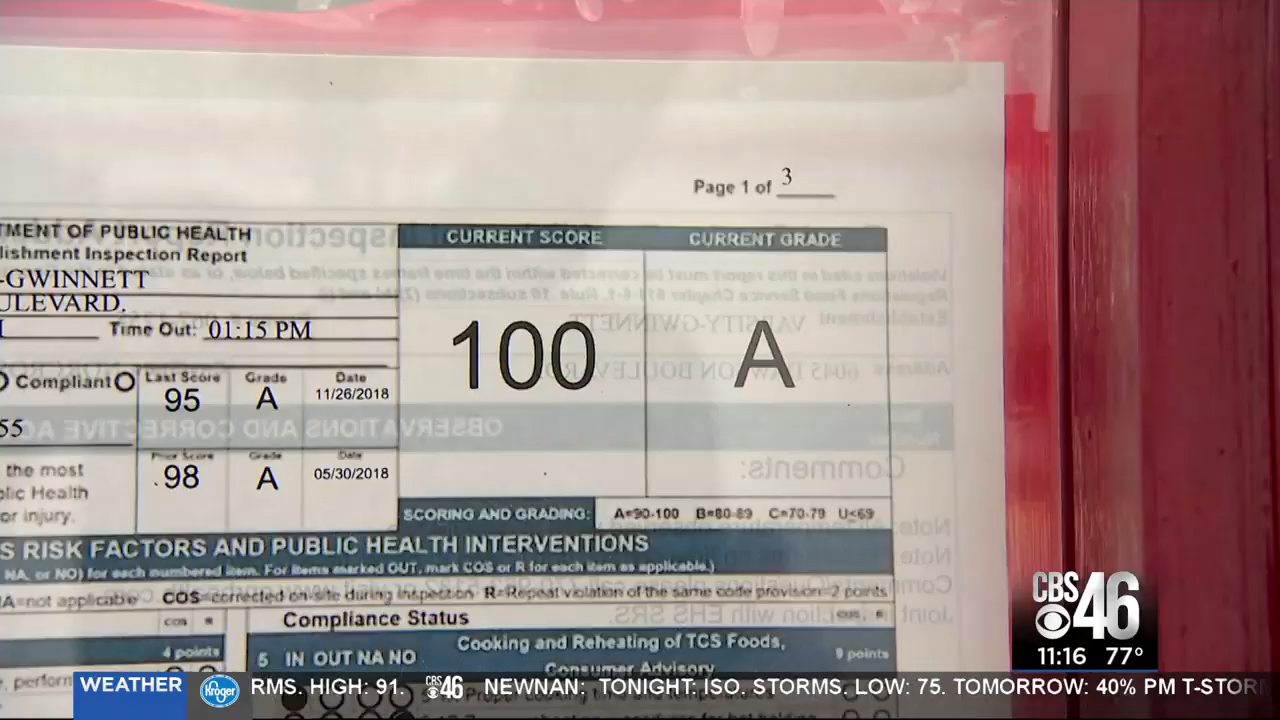 Page 1 of 3
TMENT OF PUBLIC HEALTH
lishment Inspection Report
-GWINNETT
ULEVARD.
Time Out: 01:15 PM
CURRENT SCORE CURRENT GRADE
100 A
Compliant
Last Score Grade Date
95 A 11/26/2018
55
Prior Score Grade Date
98 A 05/30/2018
the most
blic Health
or injury.
SCORING AND GRADING: A=90-100 B=80-89 C=70-79 U<69
S RISK FACTORS AND PUBLIC HEALTH INTERVENTIONS
NA, or NO) for each numbered item. For items marked OUT, mark COS or R for each item as applicable.)
A=not applicable COS=corrected on-site during inspection R=Repeat violation of the same code provision=2 points
cos R
Compliance Status
cos R
4 points
5 IN OUT NA NO
Cooking and Reheating of TCS Foods,
Consumer Advisory
9 points
CBS 46
11:16 77°
WEATHER Kroger RMS. HIGH: 91. CBS 46 NEWNAN: TONIGHT: ISO. STORMS. LOW: 75. TOMORROW: 40% PM T-STOR